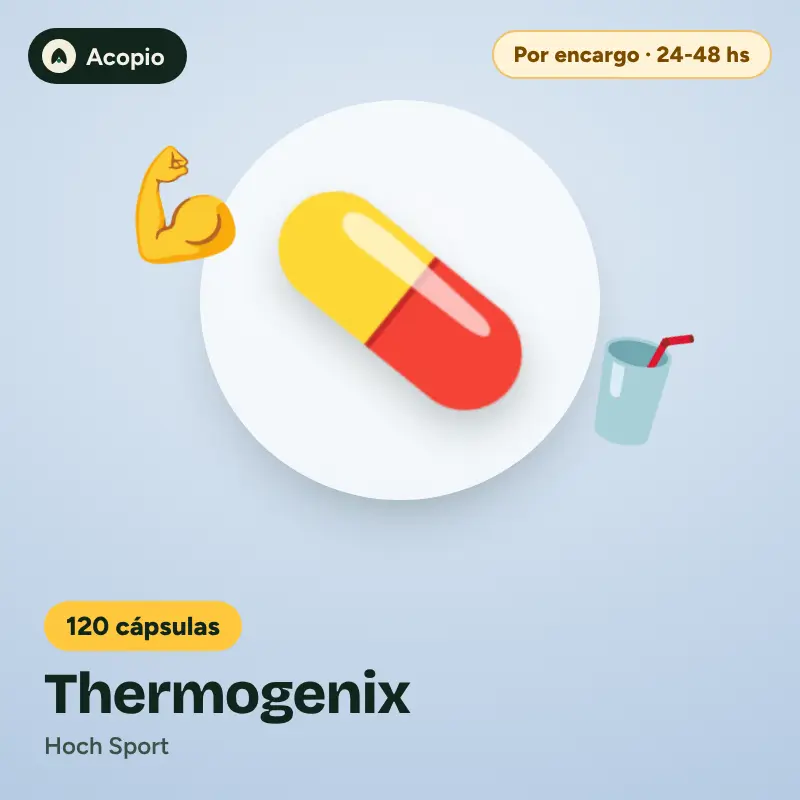 Acopio
Por encargo · 24-48 hs
120 cápsulas
Thermogenix
Hoch Sport